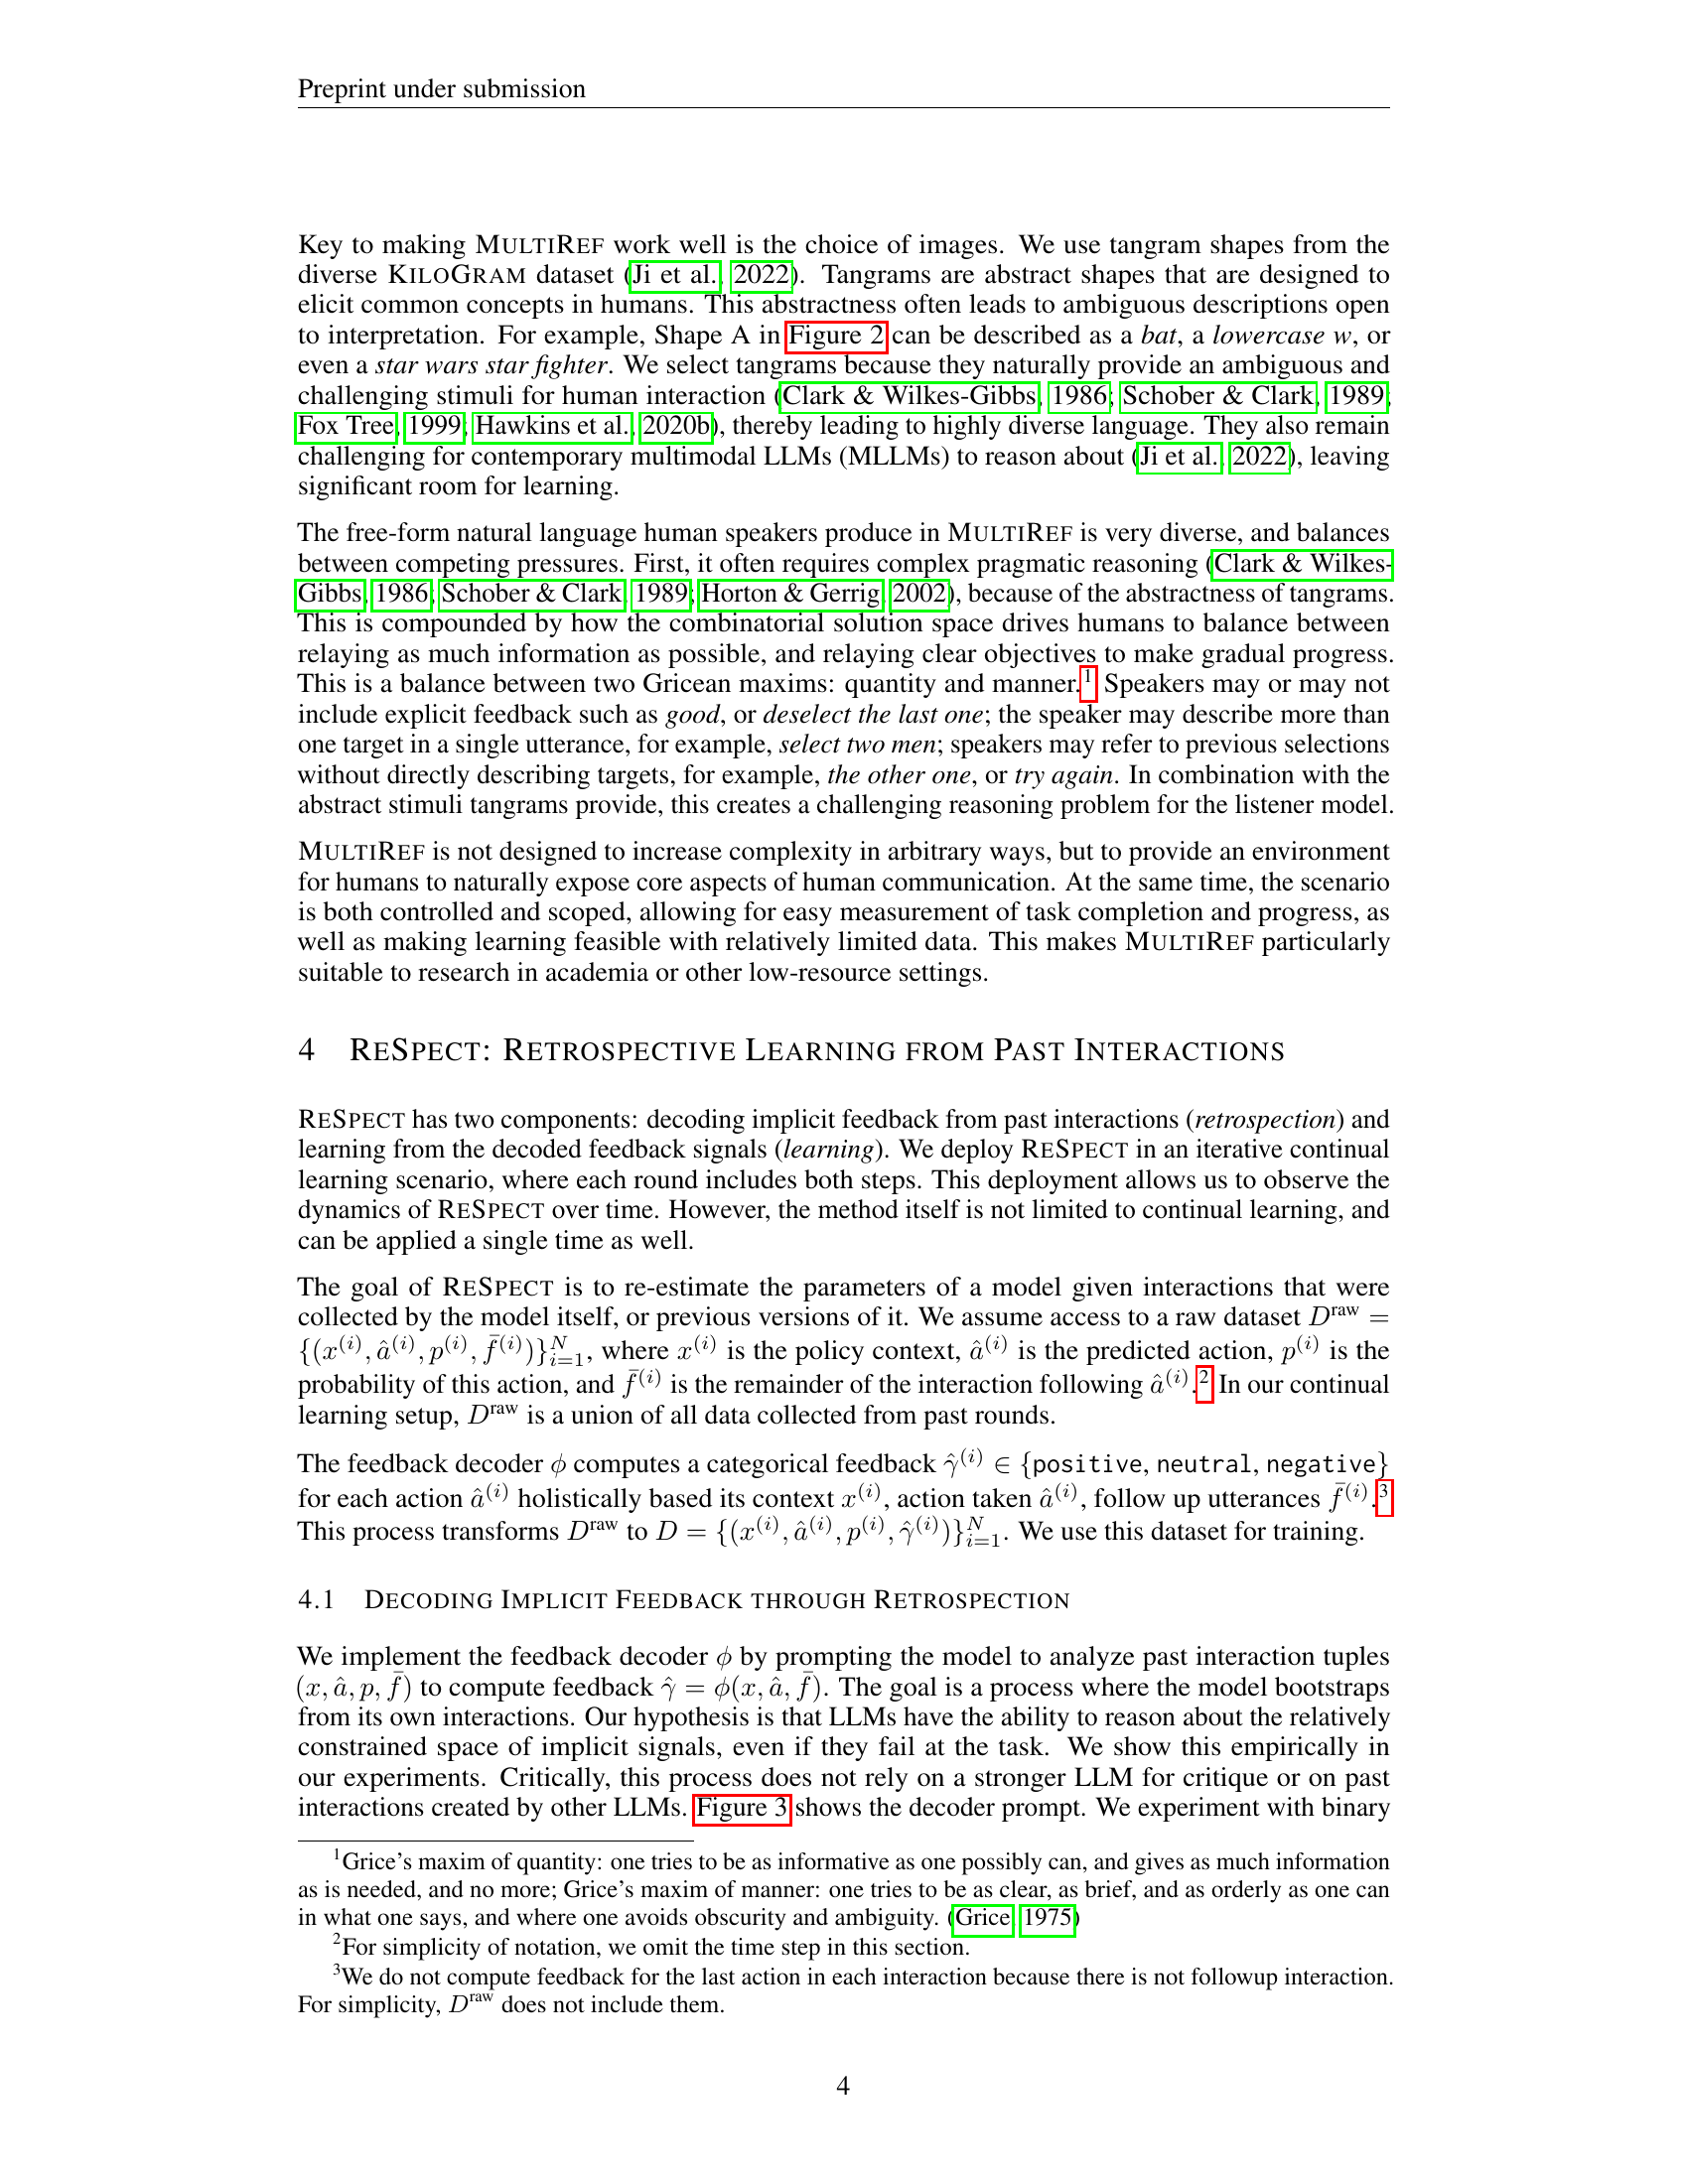 Preprint under submission
Key to making MULTIREF work well is the choice of images. We use tangram shapes from the
diverse KILOGRAM dataset (Ji et al., 2022). Tangrams are abstract shapes that are designed to
elicit common concepts in humans. This abstractness often leads to ambiguous descriptions open
to interpretation. For example, Shape A in Figure 2 can be described as a bat, a lowercase w, or
even a star wars star fighter. We select tangrams because they naturally provide an ambiguous and
challenging stimuli for human interaction (Clark & Wilkes-Gibbs, 1986; Schober & Clark, 1989;
Fox Tree, 1999; Hawkins et al., 2020b), thereby leading to highly diverse language. They also remain
challenging for contemporary multimodal LLMs (MLLMs) to reason about (Ji et al., 2022), leaving
significant room for learning.
The free-form natural language human speakers produce in MULTIREF is very diverse, and balances
between competing pressures. First, it often requires complex pragmatic reasoning (Clark & Wilkes-
Gibbs, 1986; Schober & Clark, 1989; Horton & Gerrig, 2002), because of the abstractness of tangrams.
This is compounded by how the combinatorial solution space drives humans to balance between
relaying as much information as possible, and relaying clear objectives to make gradual progress.
This is a balance between two Gricean maxims: quantity and manner.¹ Speakers may or may not
include explicit feedback such as good, or deselect the last one; the speaker may describe more than
one target in a single utterance, for example, select two men; speakers may refer to previous selections
without directly describing targets, for example, the other one, or try again. In combination with the
abstract stimuli tangrams provide, this creates a challenging reasoning problem for the listener model.
MULTIREF is not designed to increase complexity in arbitrary ways, but to provide an environment
for humans to naturally expose core aspects of human communication. At the same time, the scenario
is both controlled and scoped, allowing for easy measurement of task completion and progress, as
well as making learning feasible with relatively limited data. This makes MULTIREF particularly
suitable to research in academia or other low-resource settings.
4 RESPECT: RETROSPECTIVE LEARNING FROM PAST INTERACTIONS
RESPECT has two components: decoding implicit feedback from past interactions (retrospection) and
learning from the decoded feedback signals (learning). We deploy RESPECT in an iterative continual
learning scenario, where each round includes both steps. This deployment allows us to observe the
dynamics of RESPECT over time. However, the method itself is not limited to continual learning, and
can be applied a single time as well.
The goal of RESPECT is to re-estimate the parameters of a model given interactions that were
collected by the model itself, or previous versions of it. We assume access to a raw dataset D^raw =
{(x^(i), â^(i), p^(i), f̄^(i))}_{i=1}^N, where x^(i) is the policy context, â^(i) is the predicted action, p^(i) is the
probability of this action, and f̄^(i) is the remainder of the interaction following â^(i).² In our continual
learning setup, D^raw is a union of all data collected from past rounds.
The feedback decoder ϕ computes a categorical feedback γ̂^(i) ∈ {positive, neutral, negative}
for each action â^(i) holistically based its context x^(i), action taken â^(i), follow up utterances f̄^(i).³
This process transforms D^raw to D = {(x^(i), â^(i), p^(i), γ̂^(i))}_{i=1}^N. We use this dataset for training.
4.1 DECODING IMPLICIT FEEDBACK THROUGH RETROSPECTION
We implement the feedback decoder ϕ by prompting the model to analyze past interaction tuples
(x, â, p, f̄) to compute feedback γ̂ = ϕ(x, â, f̄). The goal is a process where the model bootstraps
from its own interactions. Our hypothesis is that LLMs have the ability to reason about the relatively
constrained space of implicit signals, even if they fail at the task. We show this empirically in
our experiments. Critically, this process does not rely on a stronger LLM for critique or on past
interactions created by other LLMs. Figure 3 shows the decoder prompt. We experiment with binary
¹Grice's maxim of quantity: one tries to be as informative as one possibly can, and gives as much information
as is needed, and no more; Grice's maxim of manner: one tries to be as clear, as brief, and as orderly as one can
in what one says, and where one avoids obscurity and ambiguity. (Grice, 1975)
²For simplicity of notation, we omit the time step in this section.
³We do not compute feedback for the last action in each interaction because there is not followup interaction.
For simplicity, D^raw does not include them.
4